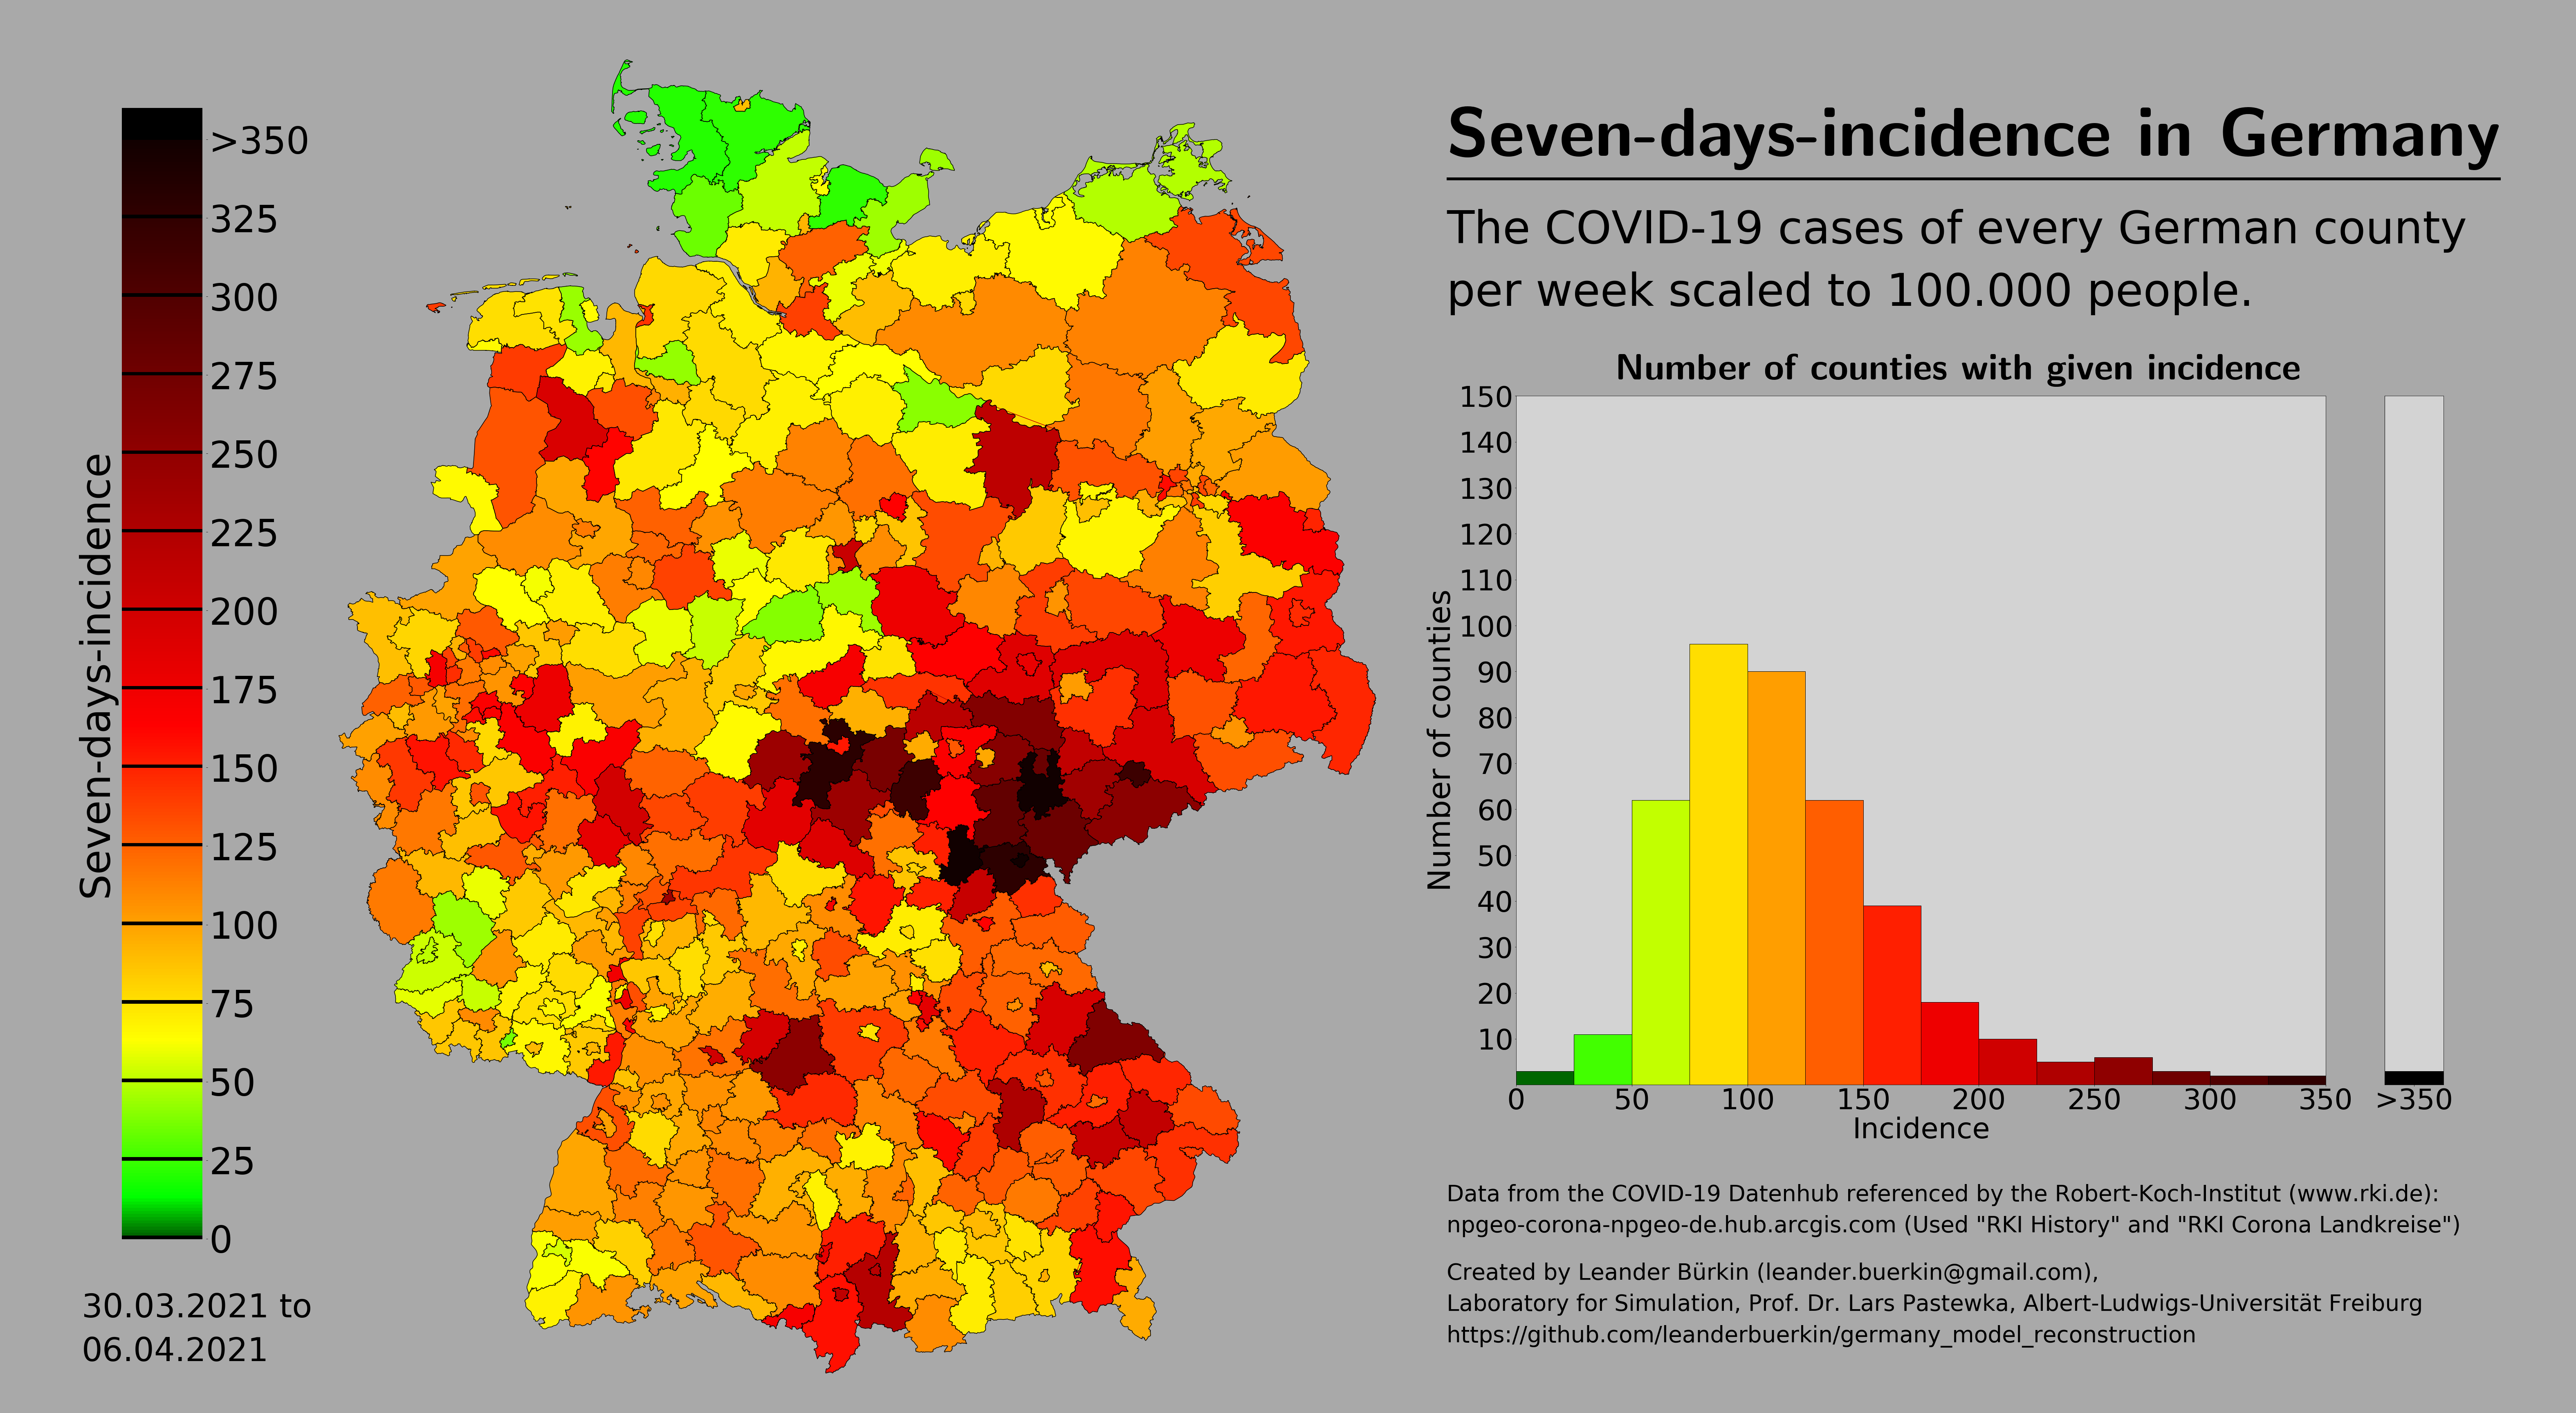 Seven-days-incidence in Germany
The COVID-19 cases of every German county
per week scaled to 100.000 people.
Seven-days-incidence
>350
325
300
275
250
225
200
175
150
125
100
75
50
25
0
30.03.2021 to
06.04.2021
Number of counties with given incidence
Number of counties
150
140
130
120
110
100
90
80
70
60
50
40
30
20
10
0 50 100 150 200 250 300 350 >350
Incidence
Data from the COVID-19 Datenhub referenced by the Robert-Koch-Institut (www.rki.de):
npgeo-corona-npgeo-de.hub.arcgis.com (Used "RKI History" and "RKI Corona Landkreise")
Created by Leander Bürkin (leander.buerkin@gmail.com),
Laboratory for Simulation, Prof. Dr. Lars Pastewka, Albert-Ludwigs-Universität Freiburg
https://github.com/leanderbuerkin/germany_model_reconstruction